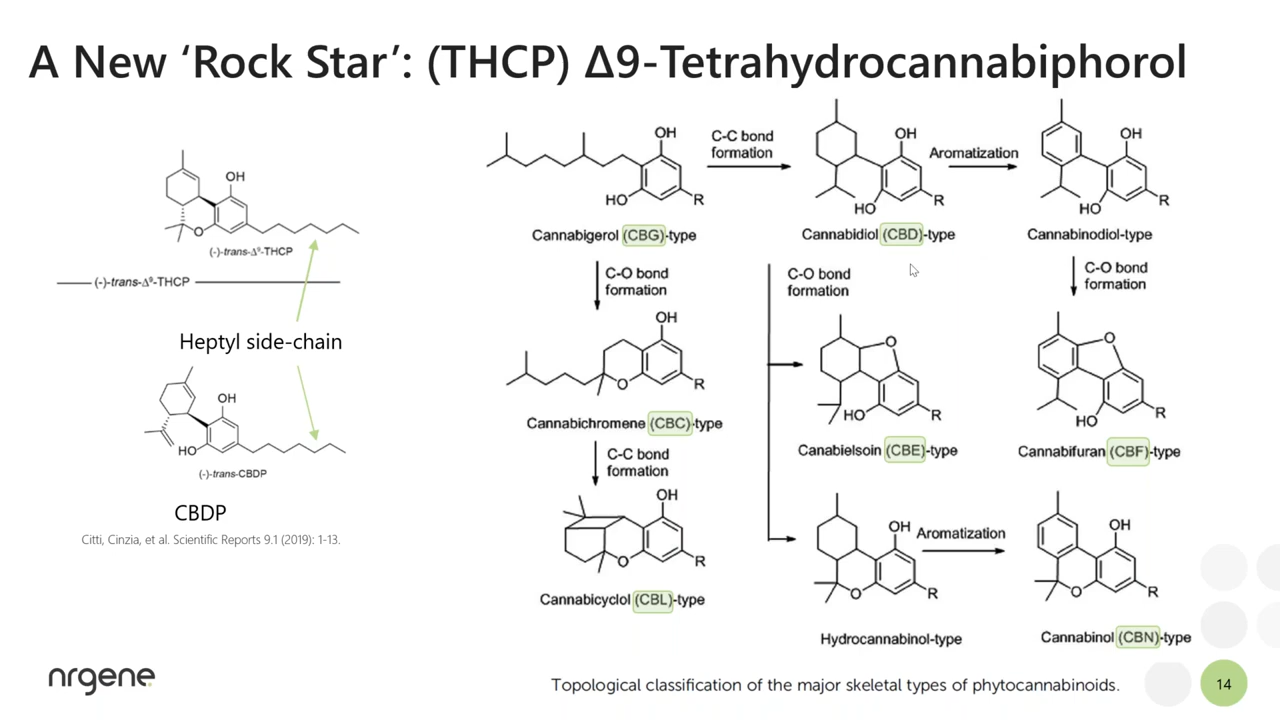 A New ‘Rock Star’: (THCP) Δ9-Tetrahydrocannabiphorol
OH
O
(-)-trans-Δ⁹-THCP
(-)-trans-Δ⁹-THCP
Heptyl side-chain
OH
HO
(-)-trans-CBDP
CBDP
Citti, Cinzia, et al. Scientific Reports 9.1 (2019): 1-13.
OH
HO
R
Cannabigerol (CBG)-type
C-C bond
formation
OH
HO
R
Cannabidiol (CBD)-type
Aromatization
OH
HO
R
Cannabinodiol-type
C-O bond
formation
C-O bond
formation
C-O bond
formation
OH
O
R
Cannabichromene (CBC)-type
O
HO
R
Canabielsoin (CBE)-type
O
HO
R
Cannabifuran (CBF)-type
C-C bond
formation
OH
O
R
Cannabicyclol (CBL)-type
OH
O
R
Hydrocannabinol-type
Aromatization
OH
O
R
Cannabinol (CBN)-type
nrgene
Topological classification of the major skeletal types of phytocannabinoids.
14